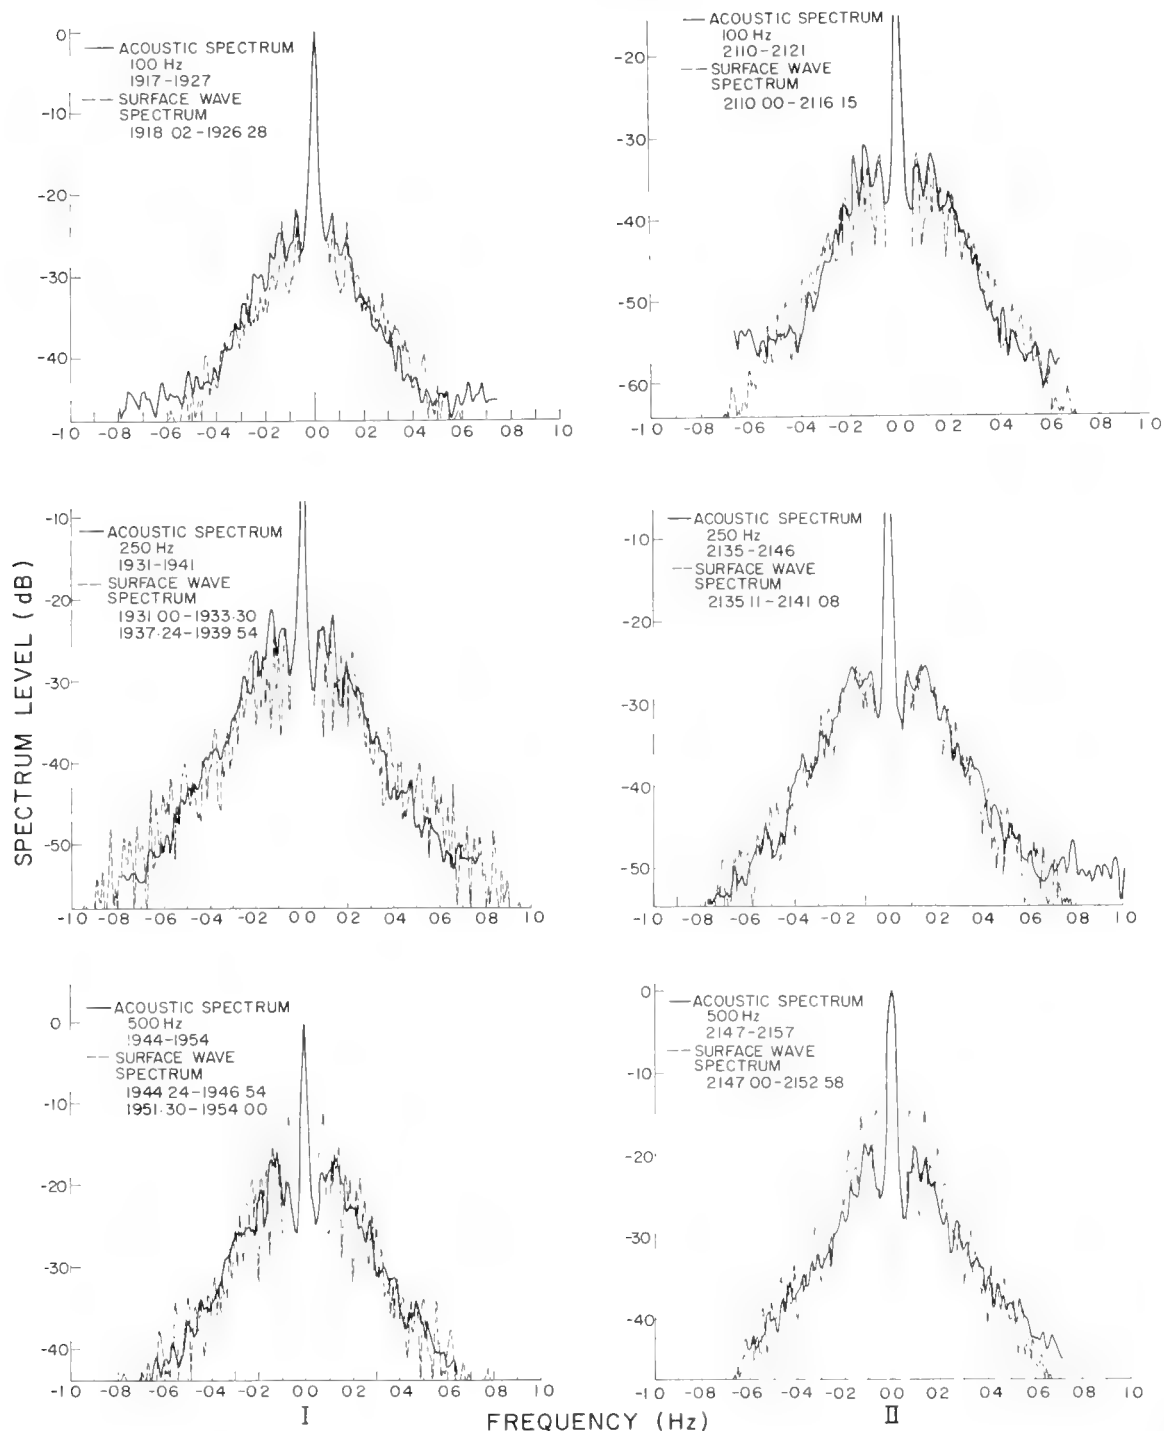 ACOUSTIC SPECTRUM
100 Hz
1917-1927
SURFACE WAVE
SPECTRUM
1918 02-1926 28
0
-10
-20
-30
-40
-10 -08 -06 -04 -02 00 02 04 06 08 10
ACOUSTIC SPECTRUM
100 Hz
2110-2121
SURFACE WAVE
SPECTRUM
2110 00-2116 15
-20
-30
-40
-50
-60
-10 -08 -06 -04 -02 00 02 04 06 08 10
SPECTRUM LEVEL (dB)
ACOUSTIC SPECTRUM
250 Hz
1931-1941
SURFACE WAVE
SPECTRUM
1931 00-1933.30
1937.24-1939 54
-10
-20
-30
-40
-50
-10 -08 -06 -04 -02 00 02 04 06 08 10
ACOUSTIC SPECTRUM
250 Hz
2135-2146
SURFACE WAVE
SPECTRUM
2135 11-2141 08
-10
-20
-30
-40
-50
-10 -08 -06 -04 -02 00 02 04 06 08 10
ACOUSTIC SPECTRUM
500 Hz
1944-1954
SURFACE WAVE
SPECTRUM
1944 24-1946 54
1951.30-1954 00
0
-10
-20
-30
-40
-10 -08 -06 -04 -02 00 02 04 06 08 10
I
ACOUSTIC SPECTRUM
500 Hz
2147-2157
SURFACE WAVE
SPECTRUM
2147 00-2152 58
0
-10
-20
-30
-40
-10 -08 -06 -04 -02 00 02 04 06 08 10
II
FREQUENCY (Hz)